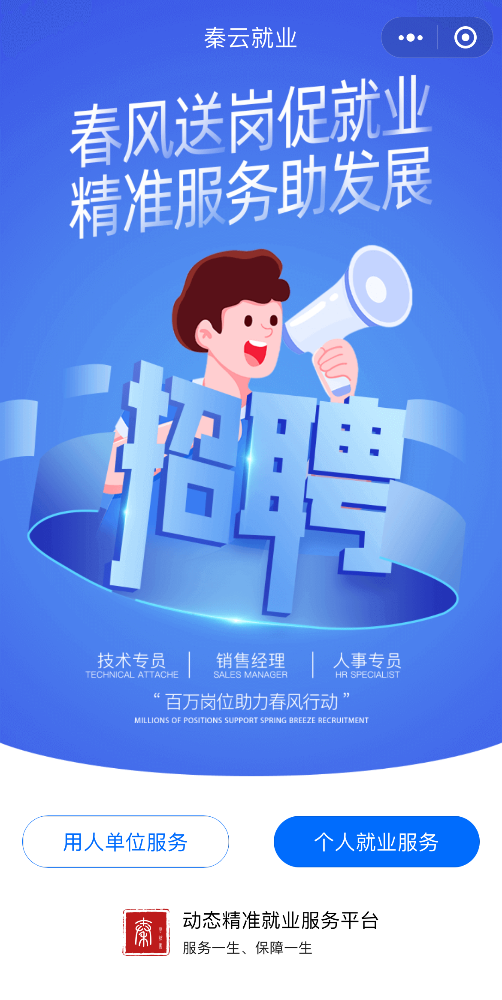 秦云就业
春风送岗促就业
精准服务助发展
招聘
技术专员
TECHNICAL ATTACHE
销售经理
SALES MANAGER
人事专员
HR SPECIALIST
“ 百万岗位助力春风行动 ”
MILLIONS OF POSITIONS SUPPORT SPRING BREEZE RECRUITMENT
用人单位服务
个人就业服务
秦
雲就業
动态精准就业服务平台
服务一生、保障一生